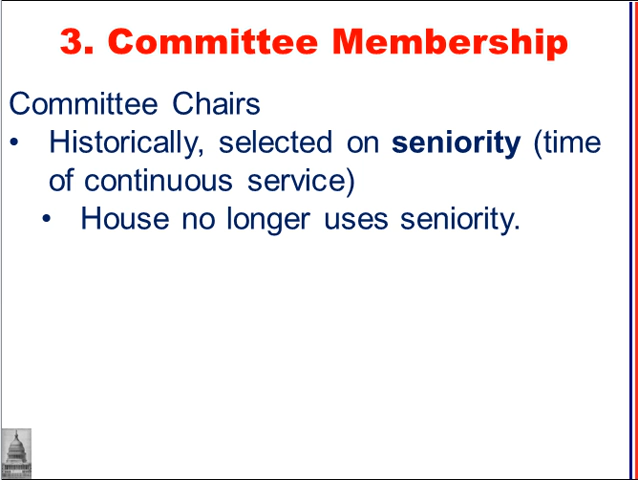 3. Committee Membership
Committee Chairs
• Historically, selected on seniority (time
of continuous service)
• House no longer uses seniority.